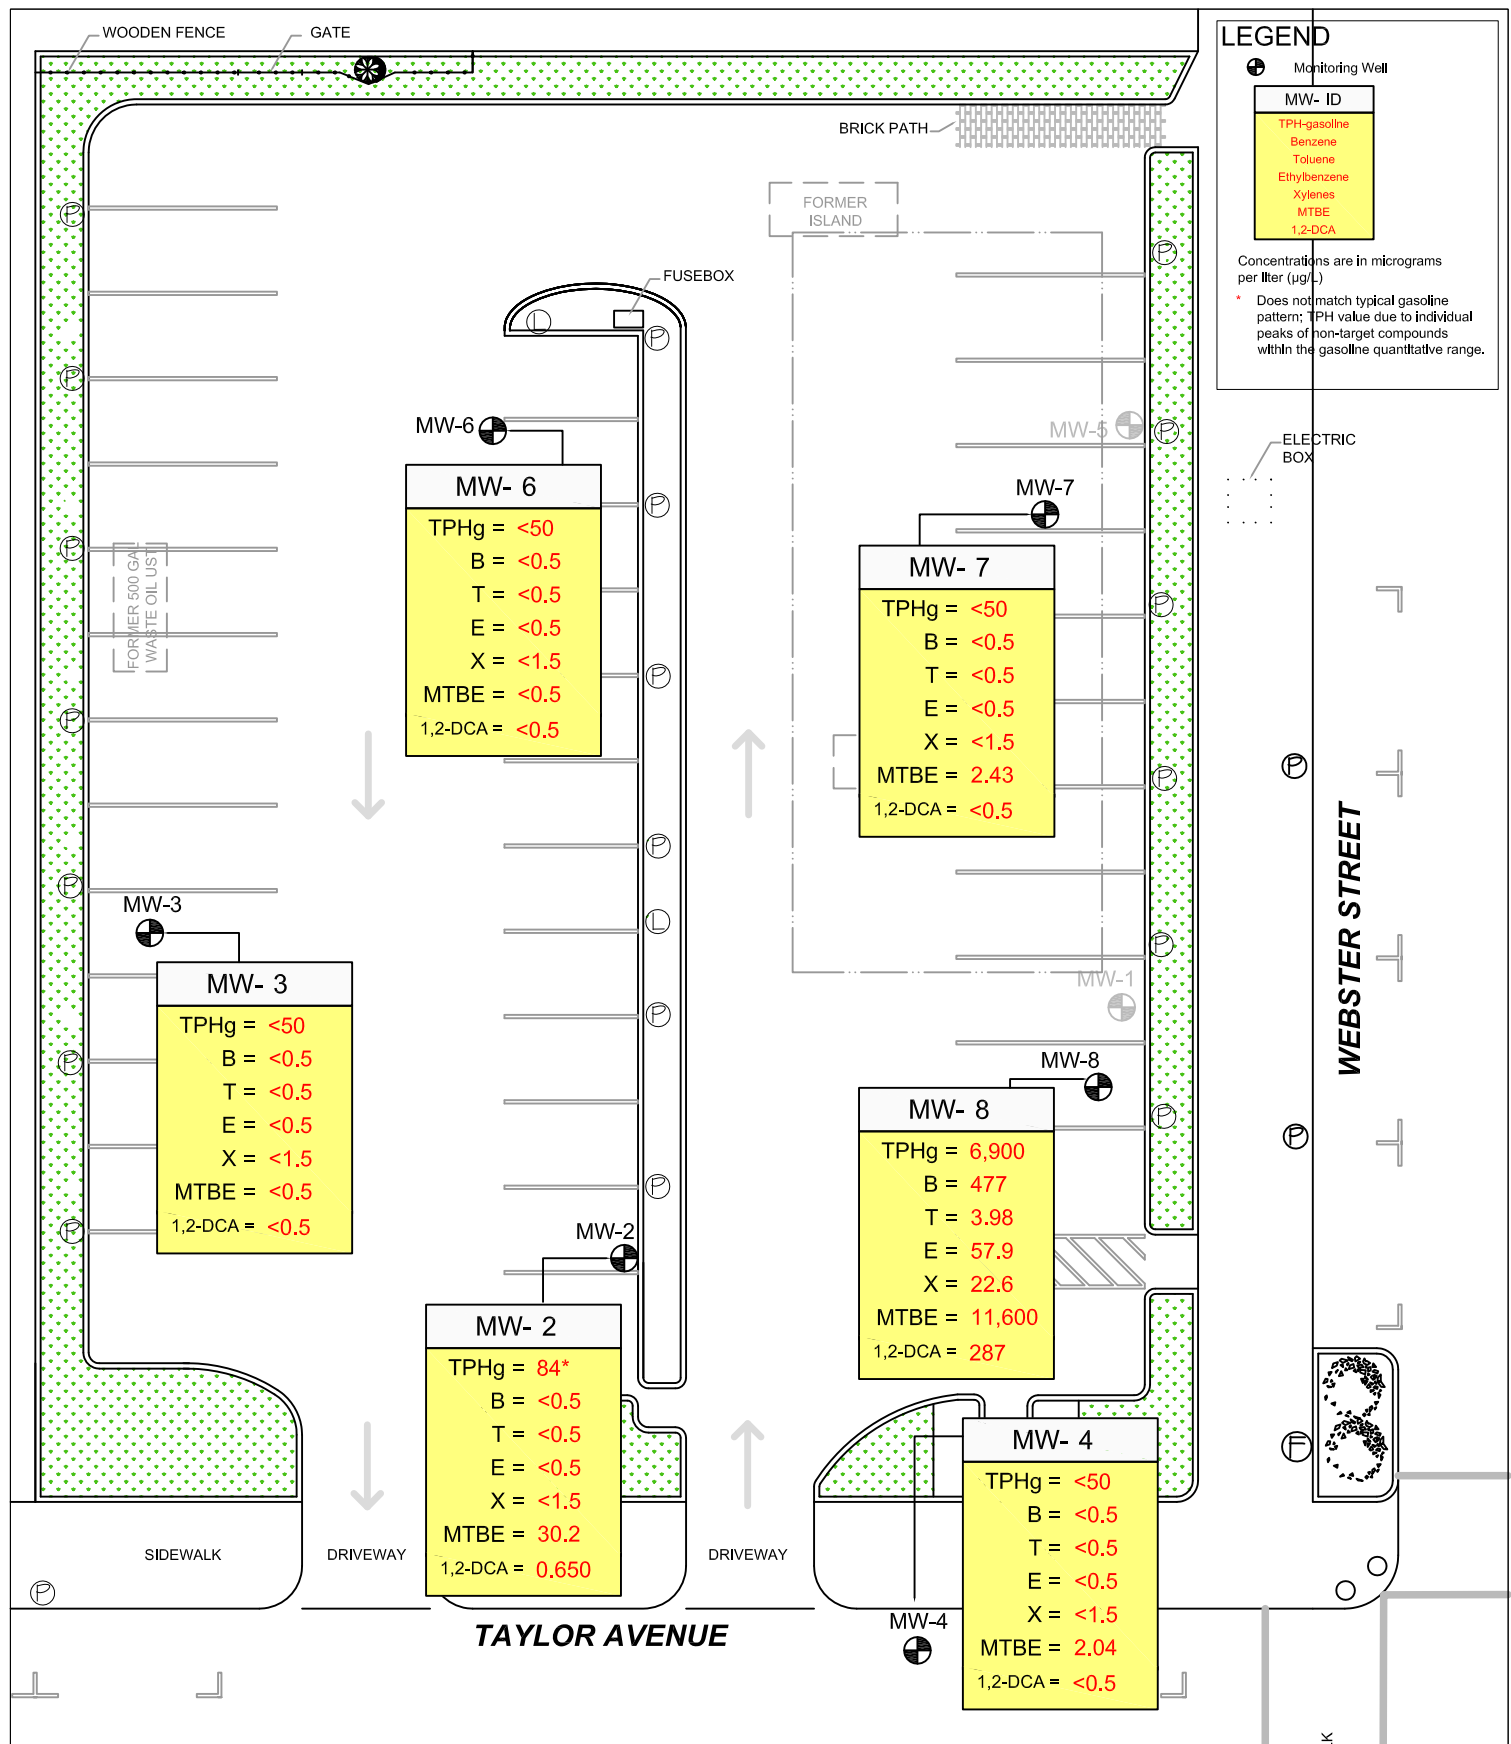 WOODEN FENCE
GATE
LEGEND
Monitoring Well
MW- ID
TPH-gasoline
Benzene
Toluene
Ethylbenzene
Xylenes
MTBE
1,2-DCA
Concentrations are in micrograms
per liter (µg/L)
* Does not match typical gasoline
pattern; TPH value due to individual
peaks of non-target compounds
within the gasoline quantitative range.
BRICK PATH
FORMER
ISLAND
FUSEBOX
L
MW-6
MW- 6
TPHg = <50
B = <0.5
T = <0.5
E = <0.5
X = <1.5
MTBE = <0.5
1,2-DCA = <0.5
MW-5
ELECTRIC
BOX
MW-7
MW- 7
TPHg = <50
B = <0.5
T = <0.5
E = <0.5
X = <1.5
MTBE = 2.43
1,2-DCA = <0.5
FORMER 500 GAL
WASTE OIL UST
WEBSTER STREET
MW-3
MW- 3
TPHg = <50
B = <0.5
T = <0.5
E = <0.5
X = <1.5
MTBE = <0.5
1,2-DCA = <0.5
L
MW-1
MW-8
MW- 8
TPHg = 6,900
B = 477
T = 3.98
E = 57.9
X = 22.6
MTBE = 11,600
1,2-DCA = 287
MW-2
MW- 2
TPHg = 84*
B = <0.5
T = <0.5
E = <0.5
X = <1.5
MTBE = 30.2
1,2-DCA = 0.650
MW- 4
TPHg = <50
B = <0.5
T = <0.5
E = <0.5
X = <1.5
MTBE = 2.04
1,2-DCA = <0.5
SIDEWALK
DRIVEWAY
DRIVEWAY
P
MW-4
TAYLOR AVENUE